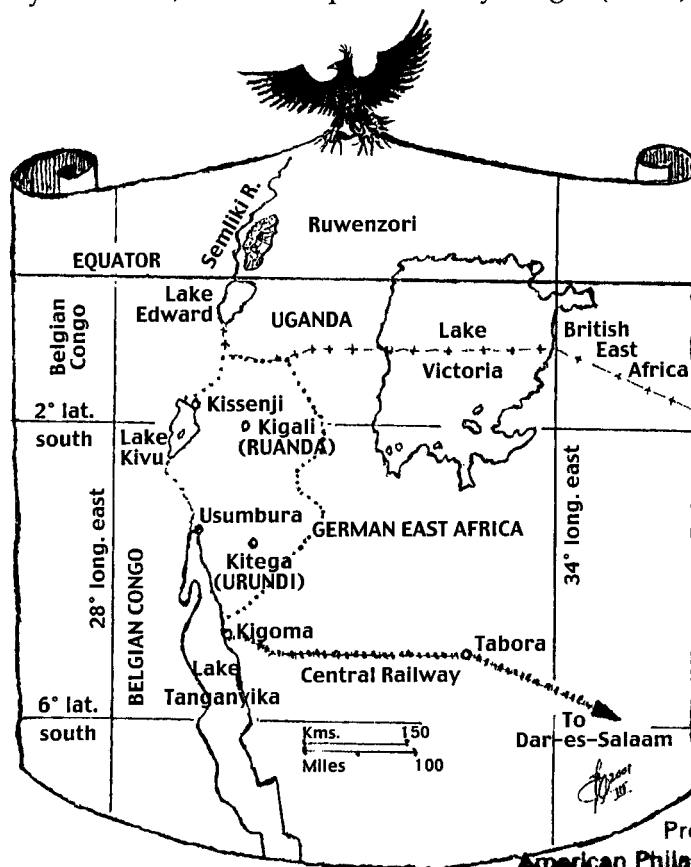 Semliki R.
Ruwenzori
EQUATOR
Lake
Edward
UGANDA
Lake
Victoria
British
East
Africa
Belgian
Congo
2° lat.
south
Kissenji
Kigali
(RUANDA)
Lake
Kivu
28° long. east
BELGIAN CONGO
Usumbura
GERMAN EAST AFRICA
34° long. east
Kitega
(URUNDI)
Kigoma
Tabora
Central Railway
Lake
Tanganyika
6° lat.
south
Kms. 150
Miles 100
To
Dar-es-Salaam
2001